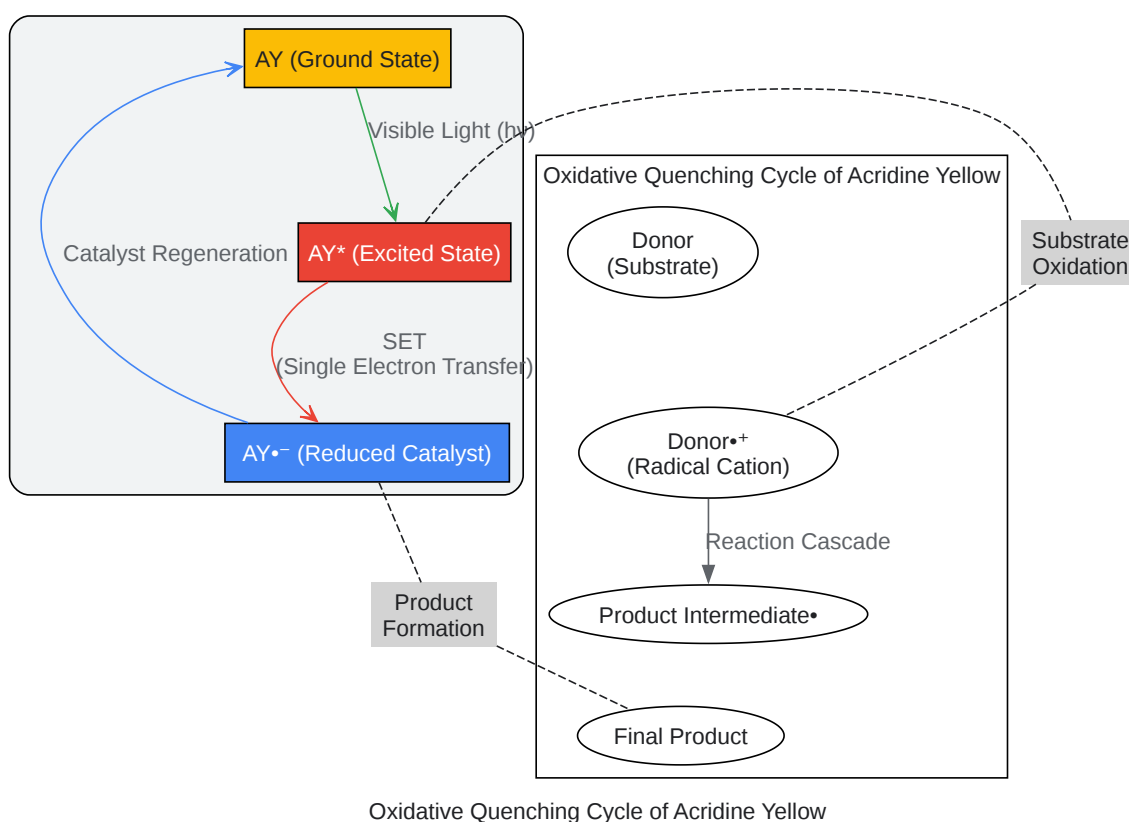 AY (Ground State)
Visible Light (hv)
Oxidative Quenching Cycle of Acridine Yellow
Donor
(Substrate)
Catalyst Regeneration
AY* (Excited State)
Substrate
Oxidation
SET
(Single Electron Transfer)
AY•⁻ (Reduced Catalyst)
Donor•⁺
(Radical Cation)
Reaction Cascade
Product
Formation
Product Intermediate•
Final Product
Oxidative Quenching Cycle of Acridine Yellow